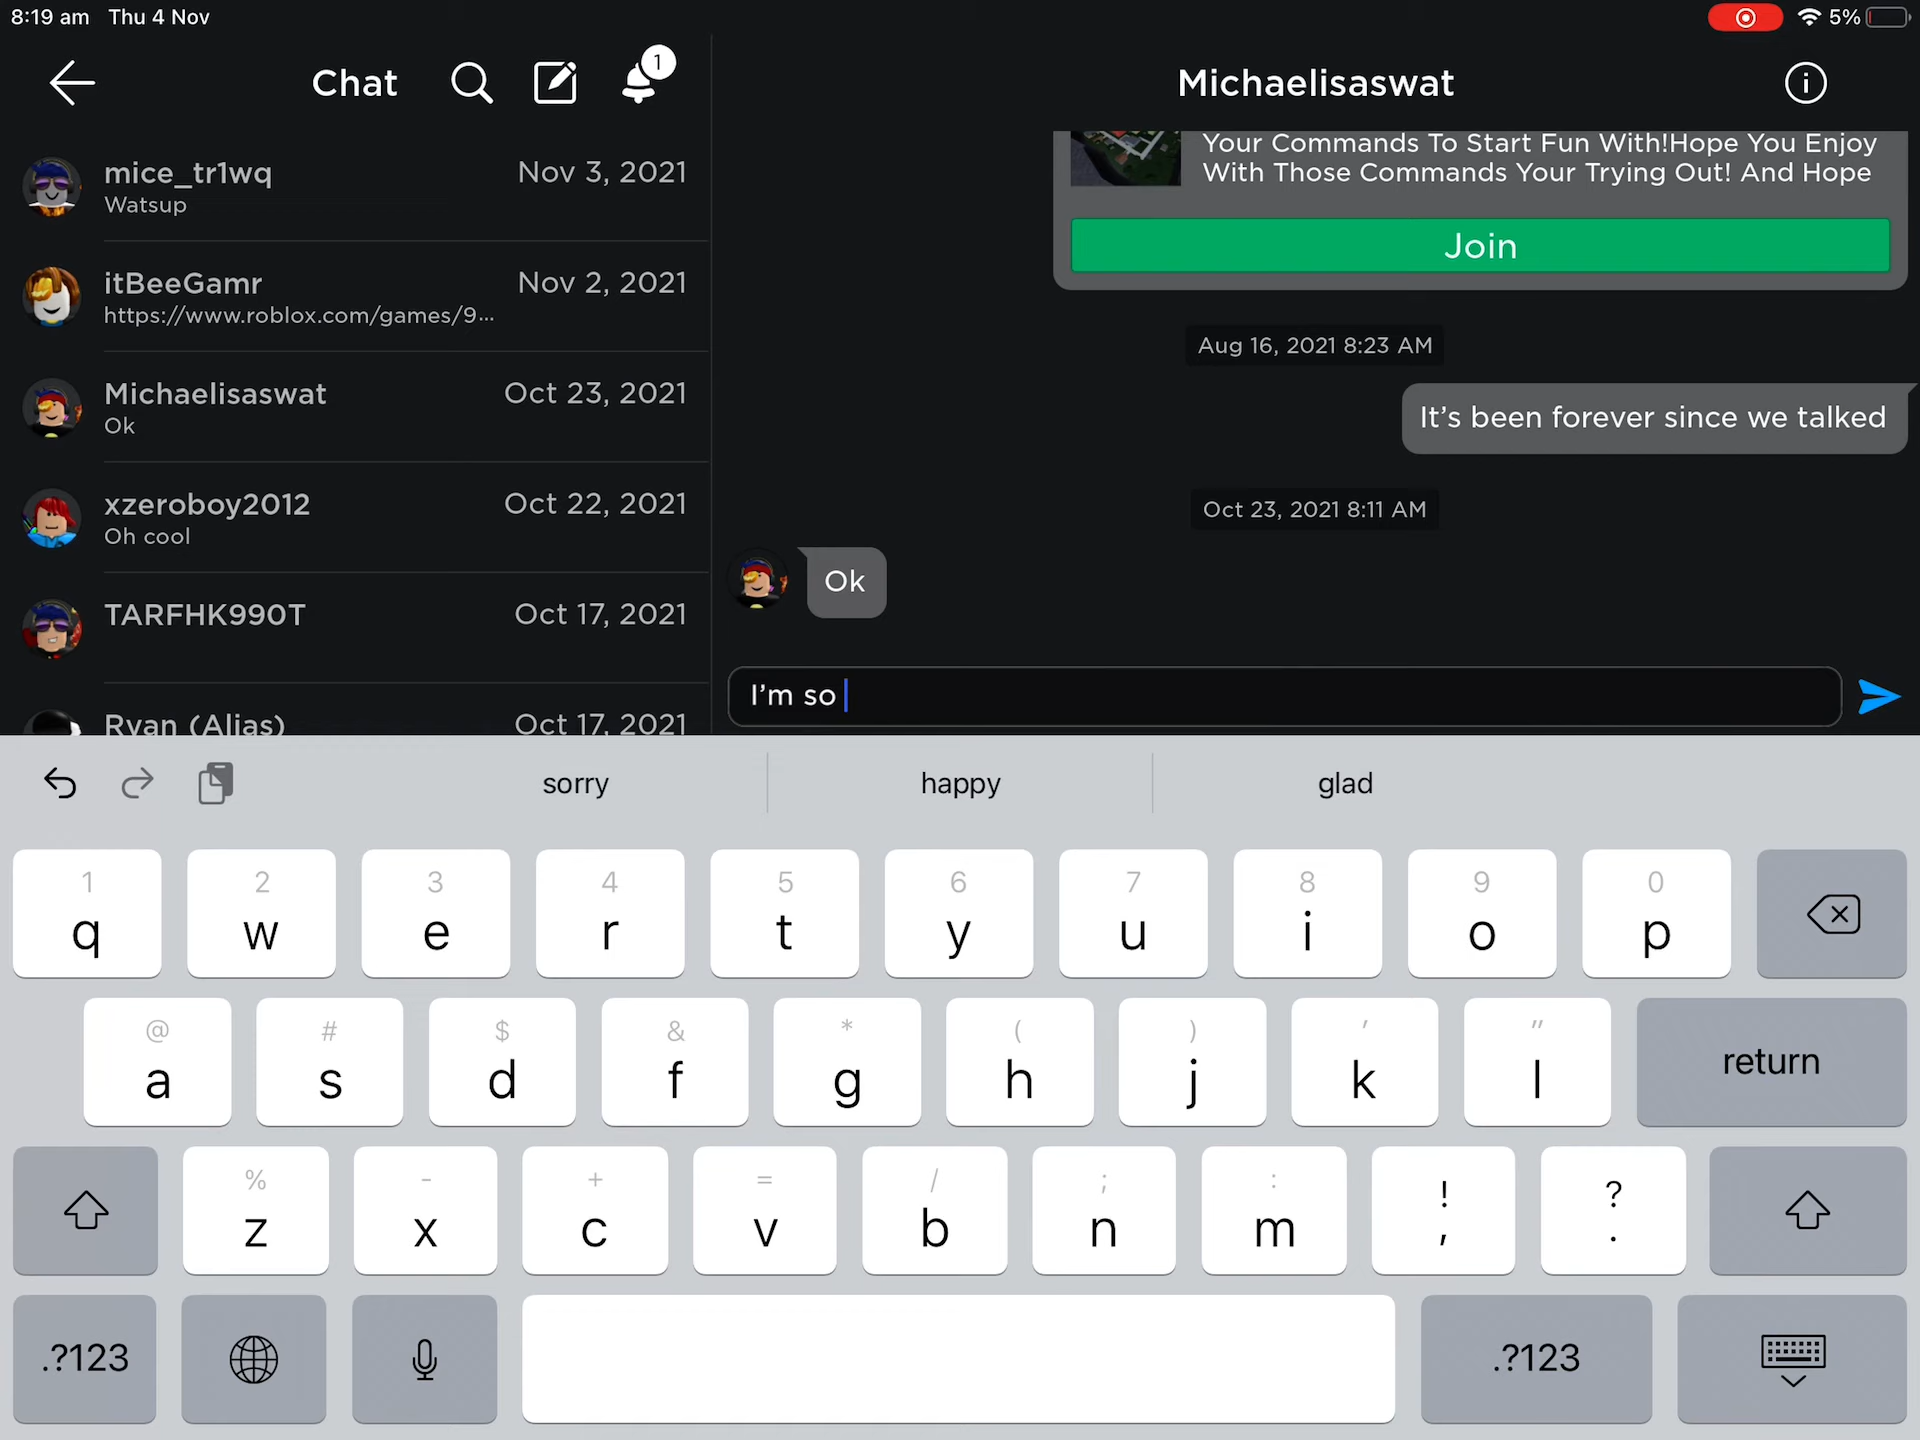 8:19 am Thu 4 Nov
5%
Chat
1
Michaelisaswat
i
mice_tr1wq
Nov 3, 2021
Watsup
itBeeGamr
Nov 2, 2021
https://www.roblox.com/games/9...
Michaelisaswat
Oct 23, 2021
Ok
xzeroboy2012
Oct 22, 2021
Oh cool
TARFHK990T
Oct 17, 2021
Ryan (Alias)
Oct 17, 2021
Your Commands To Start Fun With!Hope You Enjoy
With Those Commands Your Trying Out! And Hope
Join
Aug 16, 2021 8:23 AM
It’s been forever since we talked
Oct 23, 2021 8:11 AM
Ok
I’m so
sorry happy glad
1 2 3 4 5 6 7 8 9 0
q w e r t y u i o p
@ # $ & * ( ) ' "
a s d f g h j k l return
% - + = / ; : ! ?
z x c v b n m , .
.?123 .?123